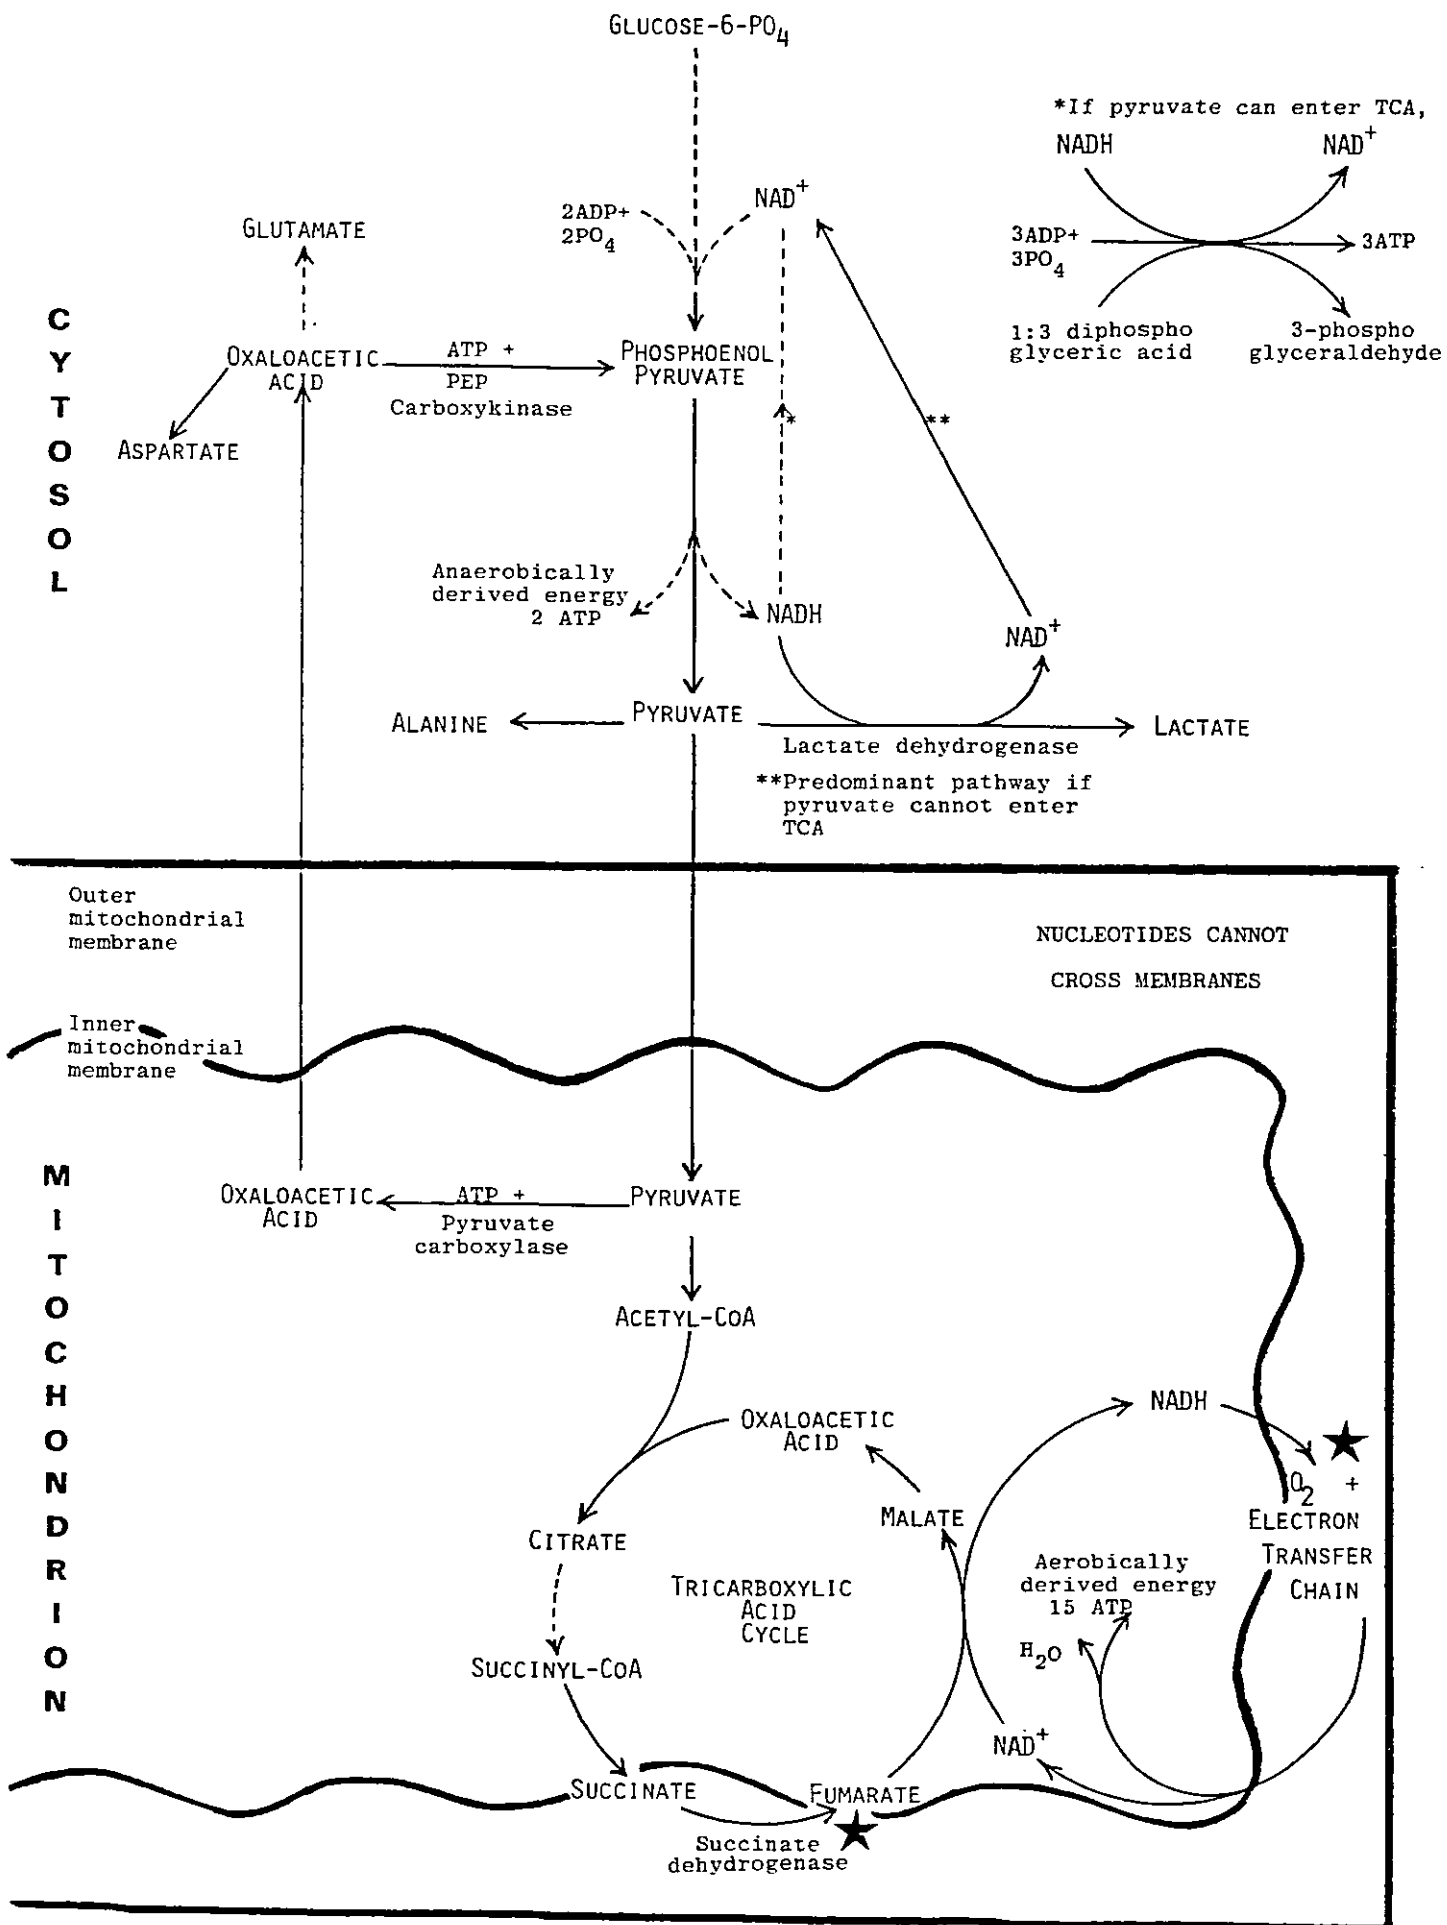 GLUCOSE-6-PO4
*If pyruvate can enter TCA,
NADH
NAD+
3ADP+
3PO4
3ATP
1:3 diphospho
glyceric acid
3-phospho
glyceraldehyde
2ADP+
2PO4
NAD+
GLUTAMATE
CYTOSOL
OXALOACETIC
ACID
ATP +
PEP
Carboxykinase
PHOSPHOENOL
PYRUVATE
*
**
ASPARTATE
Anaerobically
derived energy
2 ATP
NADH
NAD+
ALANINE
PYRUVATE
LACTATE
Lactate dehydrogenase
**Predominant pathway if
pyruvate cannot enter
TCA
Outer
mitochondrial
membrane
NUCLEOTIDES CANNOT
CROSS MEMBRANES
Inner
mitochondrial
membrane
MITOCHONDRION
OXALOACETIC
ACID
ATP +
Pyruvate
carboxylase
PYRUVATE
ACETYL-COA
OXALOACETIC
ACID
NADH
O2 +
ELECTRON
TRANSFER
CHAIN
MALATE
CITRATE
TRICARBOXYLIC
ACID
CYCLE
Aerobically
derived energy
15 ATP
H2O
SUCCINYL-COA
NAD+
SUCCINATE
FUMARATE
Succinate
dehydrogenase